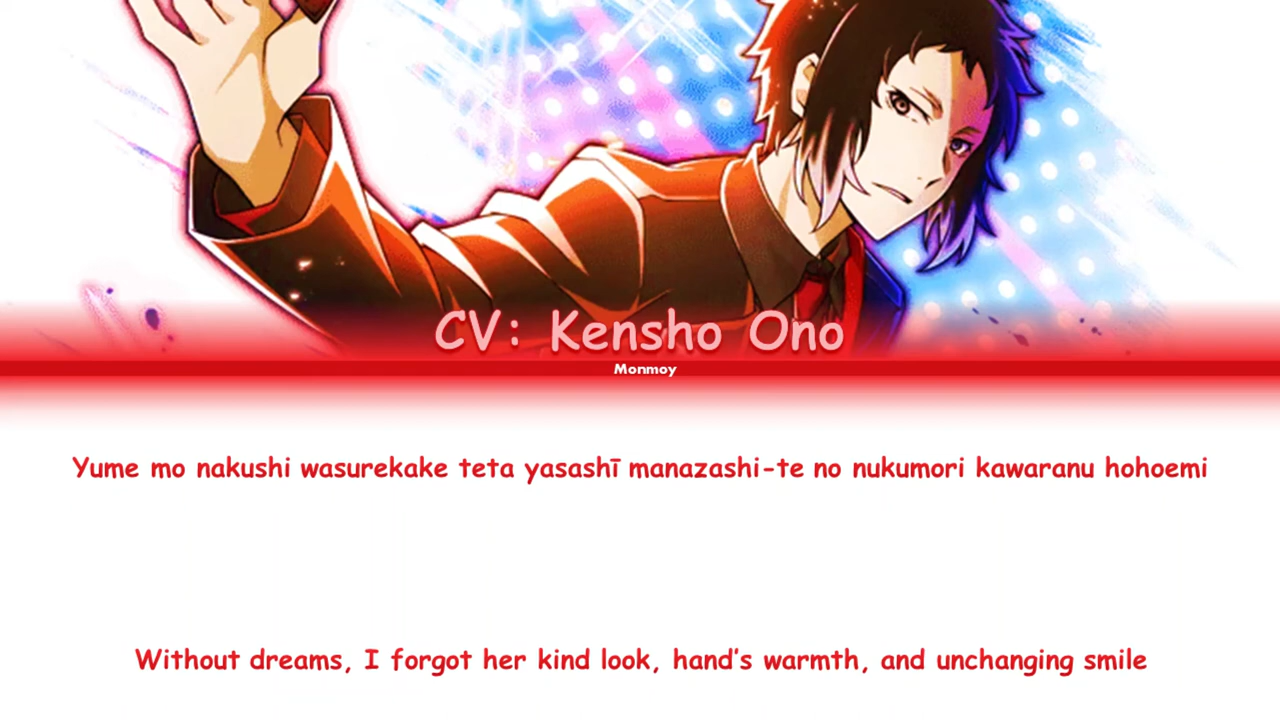 CV: Kensho Ono
Monmoy
Yume mo nakushi wasurekake teta yasashī manazashi-te no nukumori kawaranu hohoemi
Without dreams, I forgot her kind look, hand's warmth, and unchanging smile